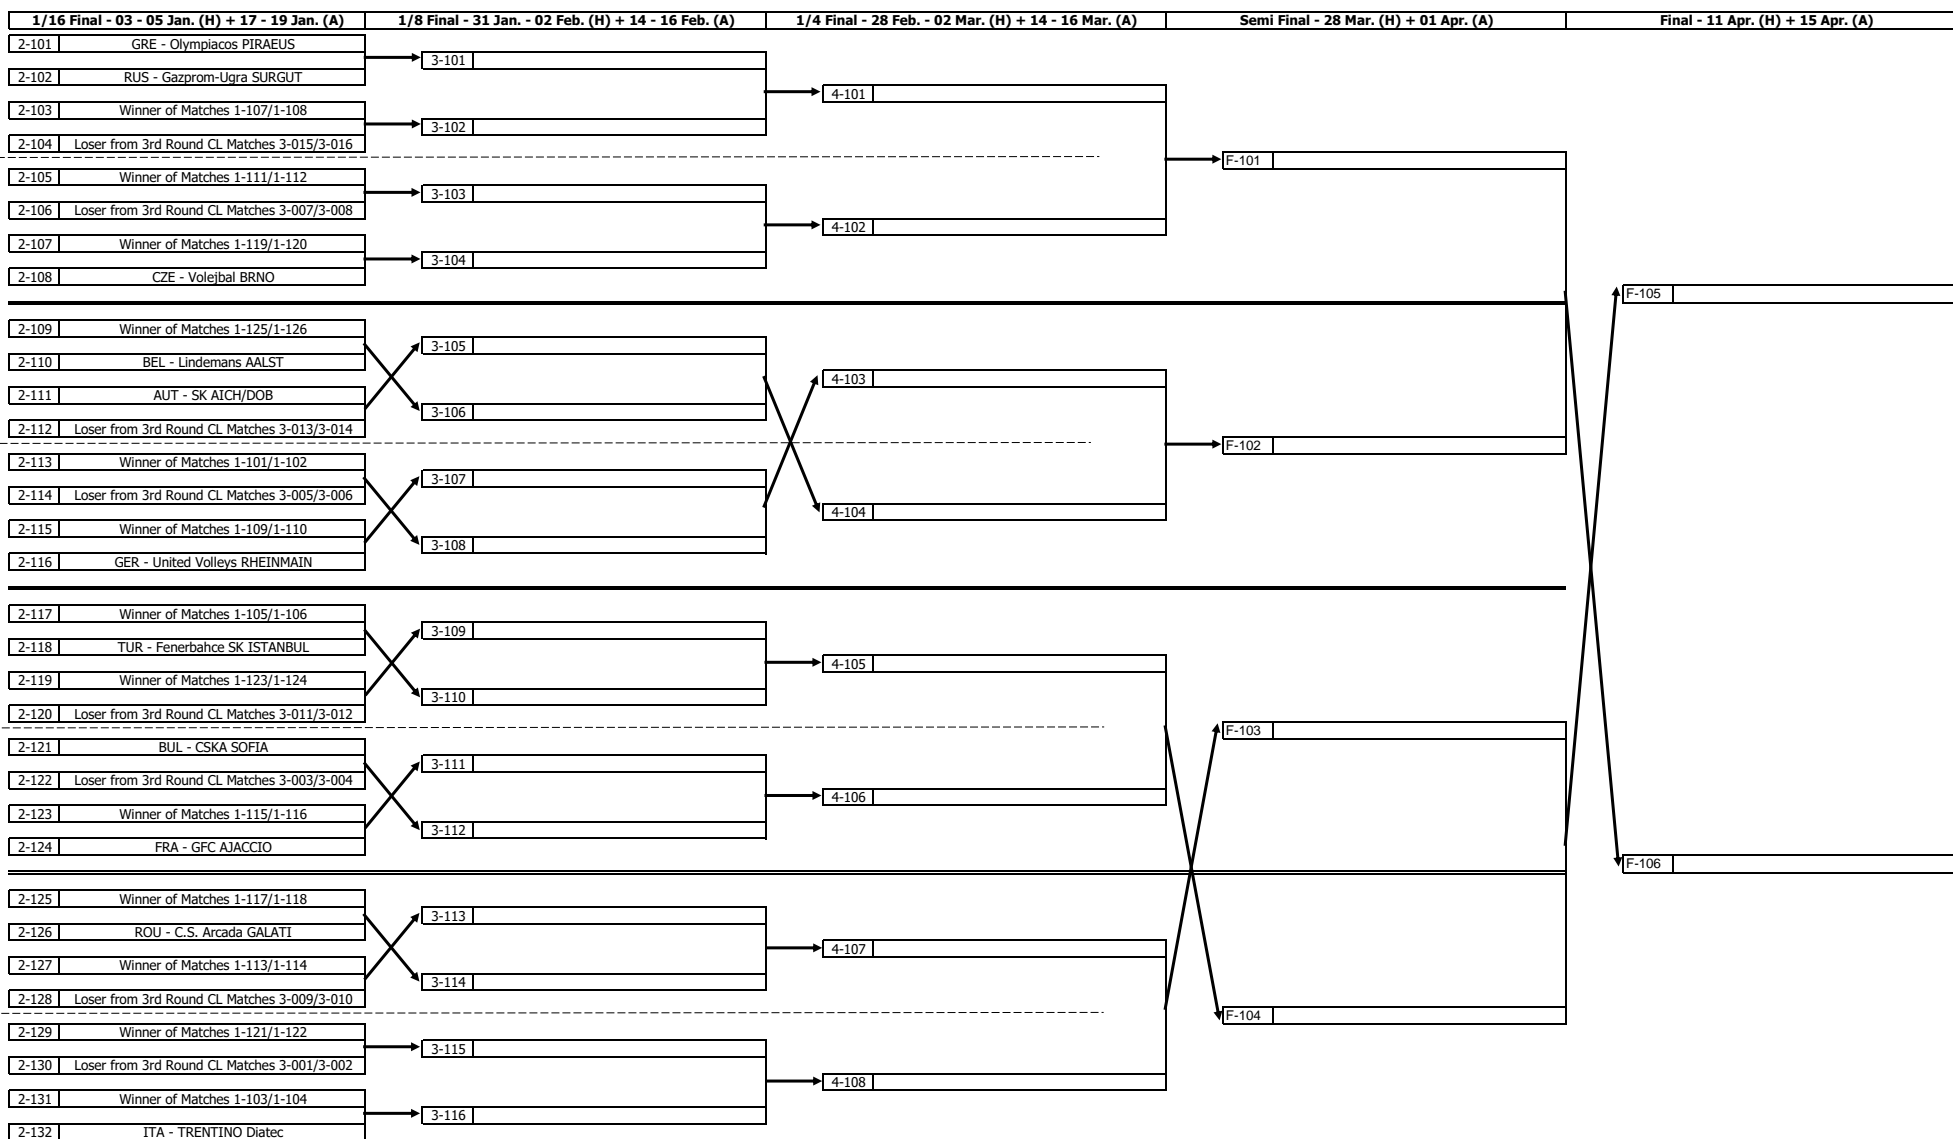 1/16 Final - 03 - 05 Jan. (H) + 17 - 19 Jan. (A)
1/8 Final - 31 Jan. - 02 Feb. (H) + 14 - 16 Feb. (A)
1/4 Final - 28 Feb. - 02 Mar. (H) + 14 - 16 Mar. (A)
Semi Final - 28 Mar. (H) + 01 Apr. (A)
Final - 11 Apr. (H) + 15 Apr. (A)
2-101 GRE - Olympiacos PIRAEUS
2-102 RUS - Gazprom-Ugra SURGUT
2-103 Winner of Matches 1-107/1-108
2-104 Loser from 3rd Round CL Matches 3-015/3-016
2-105 Winner of Matches 1-111/1-112
2-106 Loser from 3rd Round CL Matches 3-007/3-008
2-107 Winner of Matches 1-119/1-120
2-108 CZE - Volejbal BRNO
2-109 Winner of Matches 1-125/1-126
2-110 BEL - Lindemans AALST
2-111 AUT - SK AICH/DOB
2-112 Loser from 3rd Round CL Matches 3-013/3-014
2-113 Winner of Matches 1-101/1-102
2-114 Loser from 3rd Round CL Matches 3-005/3-006
2-115 Winner of Matches 1-109/1-110
2-116 GER - United Volleys RHEINMAIN
2-117 Winner of Matches 1-105/1-106
2-118 TUR - Fenerbahce SK ISTANBUL
2-119 Winner of Matches 1-123/1-124
2-120 Loser from 3rd Round CL Matches 3-011/3-012
2-121 BUL - CSKA SOFIA
2-122 Loser from 3rd Round CL Matches 3-003/3-004
2-123 Winner of Matches 1-115/1-116
2-124 FRA - GFC AJACCIO
2-125 Winner of Matches 1-117/1-118
2-126 ROU - C.S. Arcada GALATI
2-127 Winner of Matches 1-113/1-114
2-128 Loser from 3rd Round CL Matches 3-009/3-010
2-129 Winner of Matches 1-121/1-122
2-130 Loser from 3rd Round CL Matches 3-001/3-002
2-131 Winner of Matches 1-103/1-104
2-132 ITA - TRENTINO Diatec
3-101
3-102
3-103
3-104
3-105
3-106
3-107
3-108
3-109
3-110
3-111
3-112
3-113
3-114
3-115
3-116
4-101
4-102
4-103
4-104
4-105
4-106
4-107
4-108
F-101
F-102
F-103
F-104
F-105
F-106